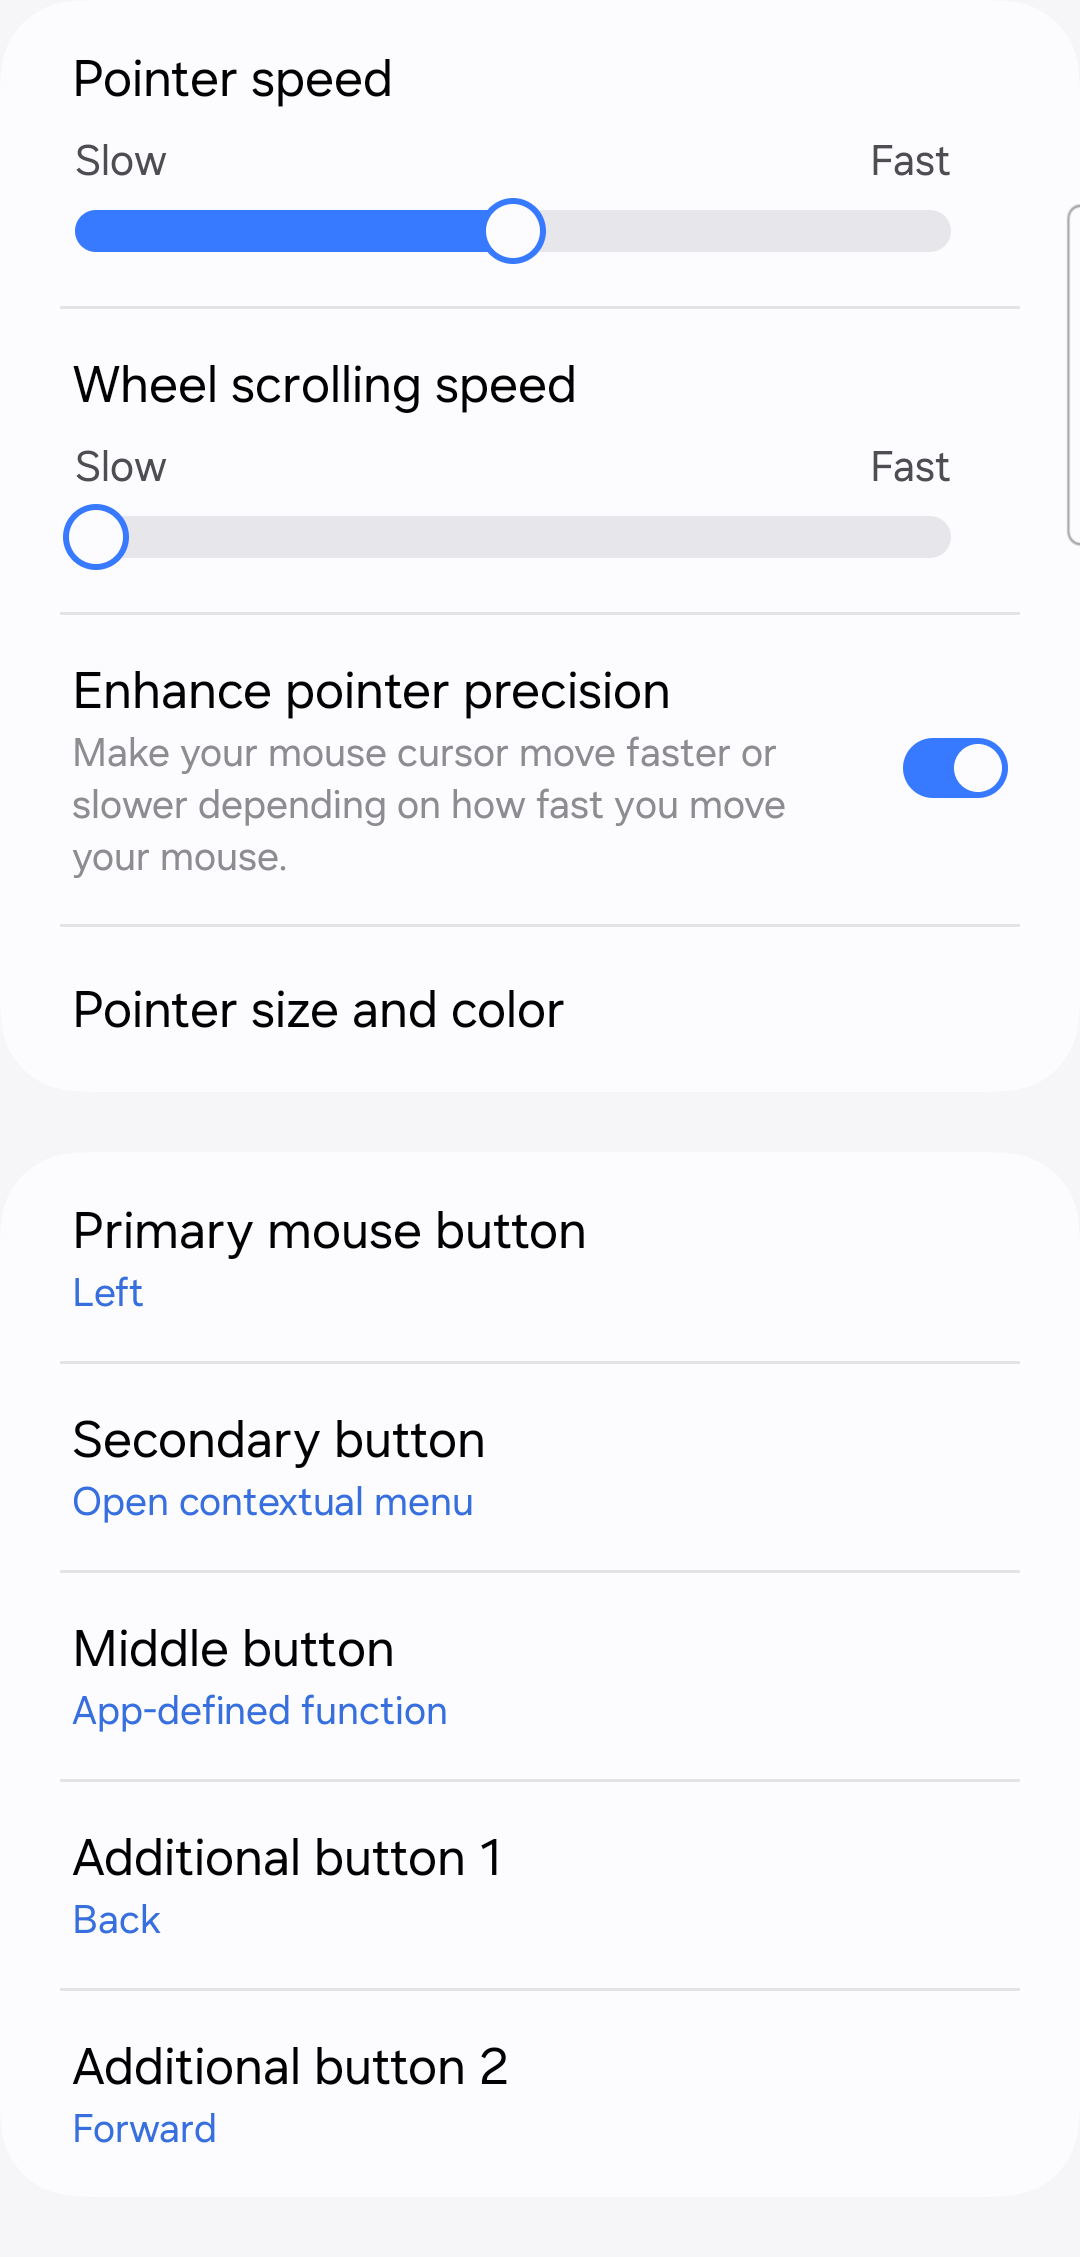 Pointer speed
Slow Fast
Wheel scrolling speed
Slow Fast
Enhance pointer precision
Make your mouse cursor move faster or
slower depending on how fast you move
your mouse.
Pointer size and color
Primary mouse button
Left
Secondary button
Open contextual menu
Middle button
App-defined function
Additional button 1
Back
Additional button 2
Forward